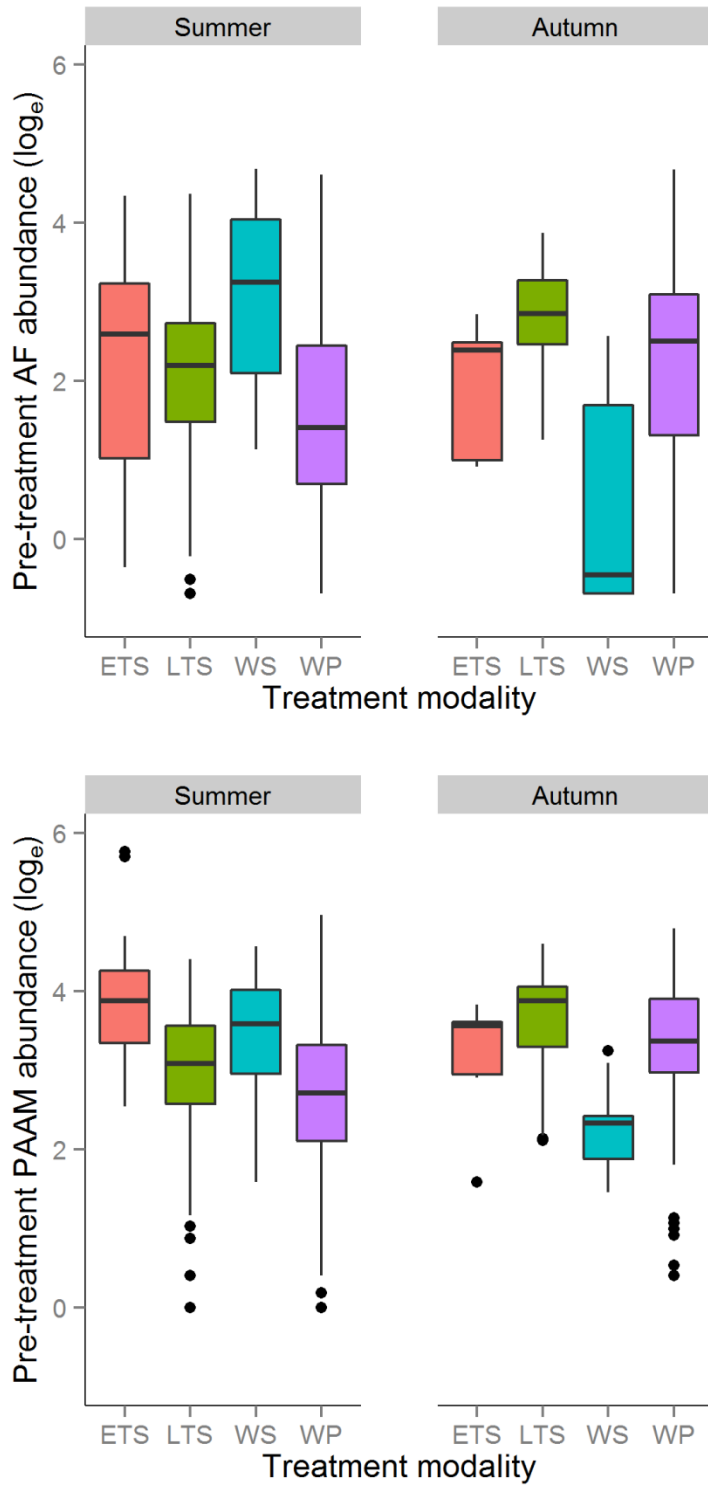 Summer Autumn
Pre-treatment AF abundance (logₑ)
6
4
2
0
ETS LTS WS WP ETS LTS WS WP
Treatment modality
Summer Autumn
Pre-treatment PAAM abundance (logₑ)
6
4
2
0
ETS LTS WS WP ETS LTS WS WP
Treatment modality